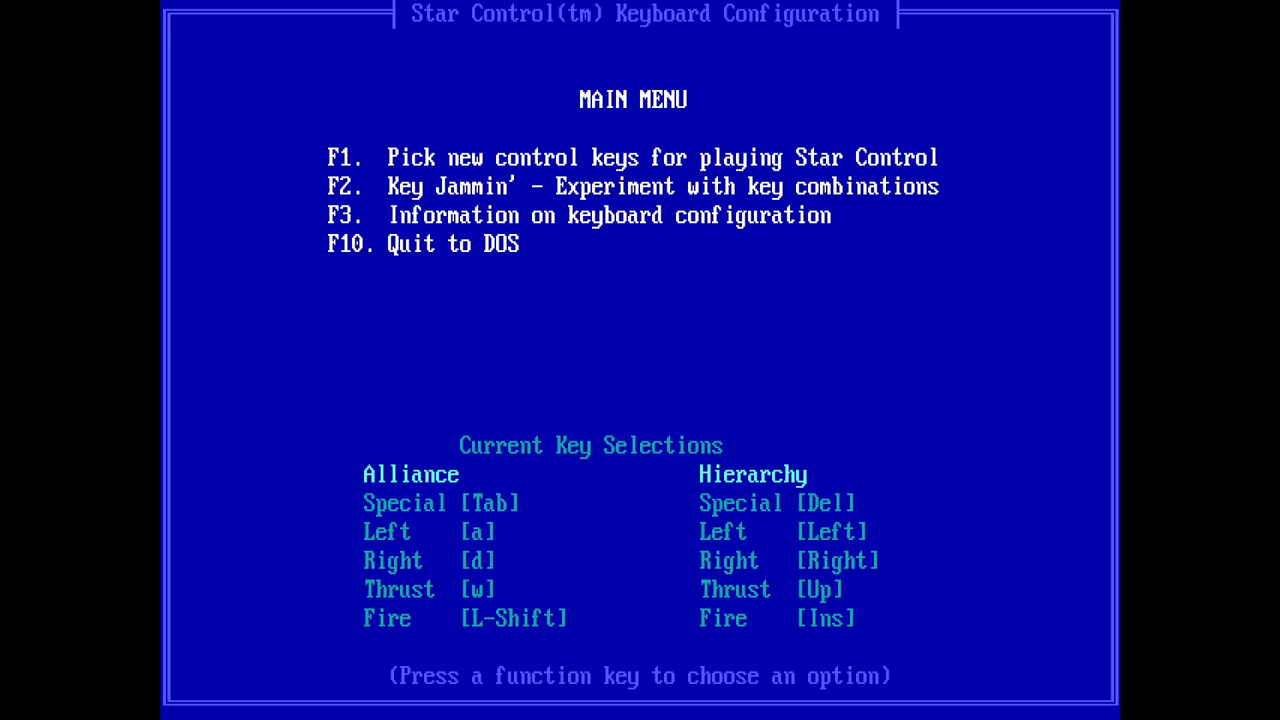 Star Control(tm) Keyboard Configuration
MAIN MENU
F1. Pick new control keys for playing Star Control
F2. Key Jammin' - Experiment with key combinations
F3. Information on keyboard configuration
F10. Quit to DOS
Current Key Selections
Alliance Hierarchy
Special [Tab] Special [Del]
Left [a] Left [Left]
Right [d] Right [Right]
Thrust [w] Thrust [Up]
Fire [L-Shift] Fire [Ins]
(Press a function key to choose an option)